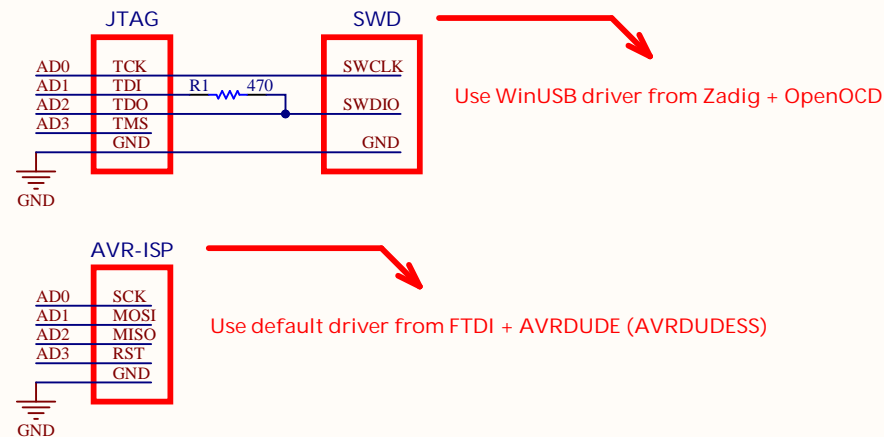 JTAG SWD
AD0 TCK SWCLK
AD1 TDI R1 470
AD2 TDO SWDIO
AD3 TMS
GND GND
GND
Use WinUSB driver from Zadig + OpenOCD
AVR-ISP
AD0 SCK
AD1 MOSI
AD2 MISO
AD3 RST
GND
GND
Use default driver from FTDI + AVRDUDE (AVRDUDESS)